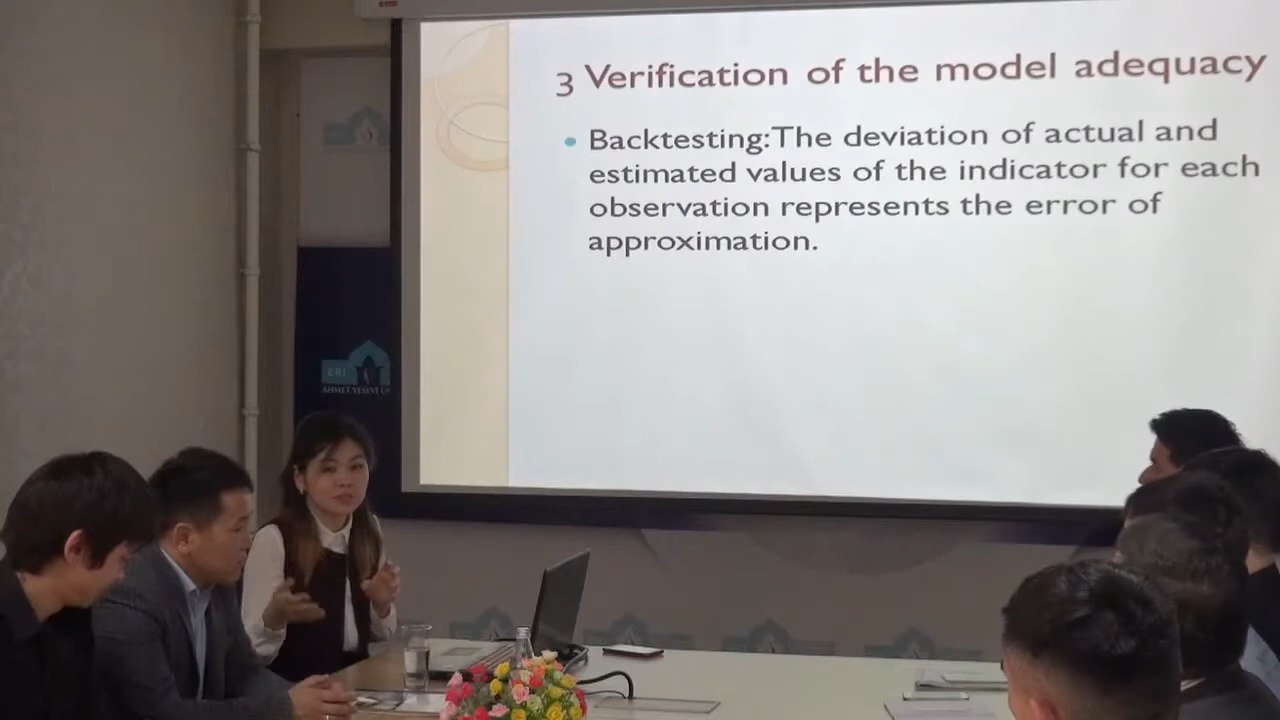 3 Verification of the model adequacy
Backtesting:The deviation of actual and
estimated values of the indicator for each
observation represents the error of
approximation.
ERI